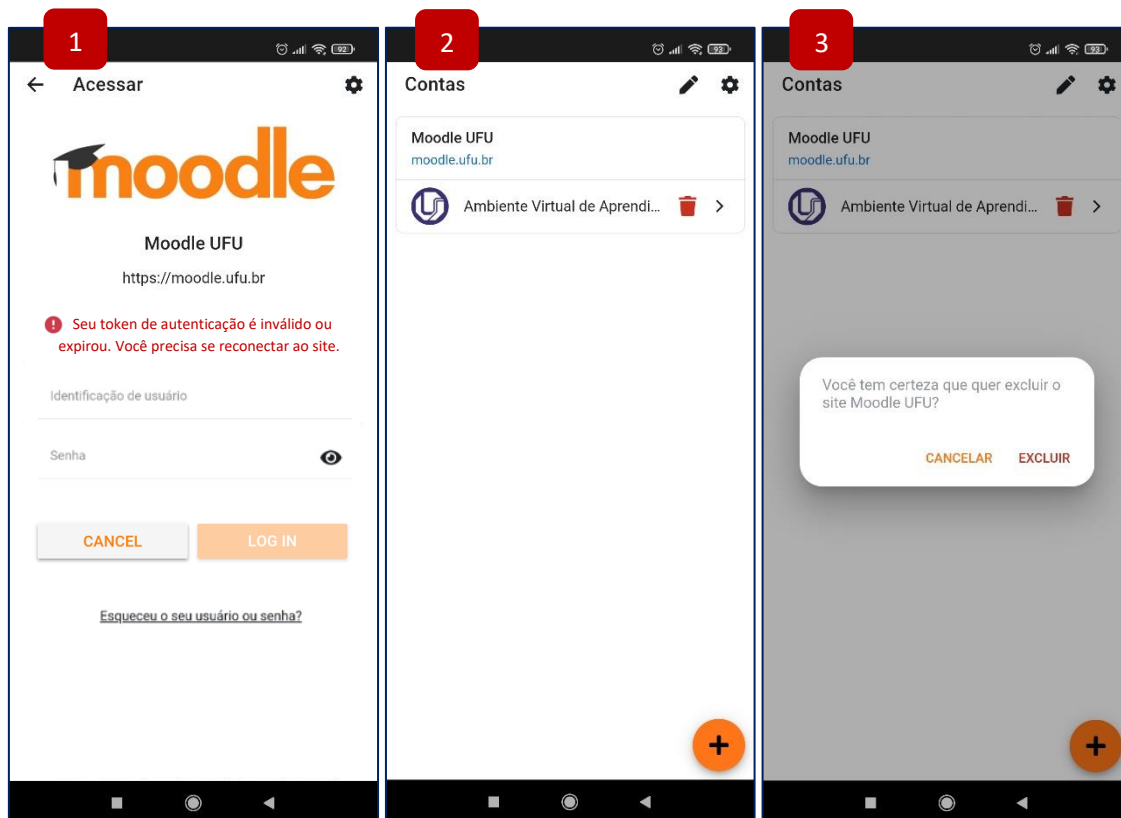 1
92
Acessar
moodle
Moodle UFU
https://moodle.ufu.br
Seu token de autenticação é inválido ou
expirou. Você precisa se reconectar ao site.
Identificação de usuário
Senha
CANCEL
LOG IN
Esqueceu o seu usuário ou senha?
2
92
Contas
Moodle UFU
moodle.ufu.br
Ambiente Virtual de Aprendi...
3
93
Contas
Moodle UFU
moodle.ufu.br
Ambiente Virtual de Aprendi...
Você tem certeza que quer excluir o
site Moodle UFU?
CANCELAR
EXCLUIR